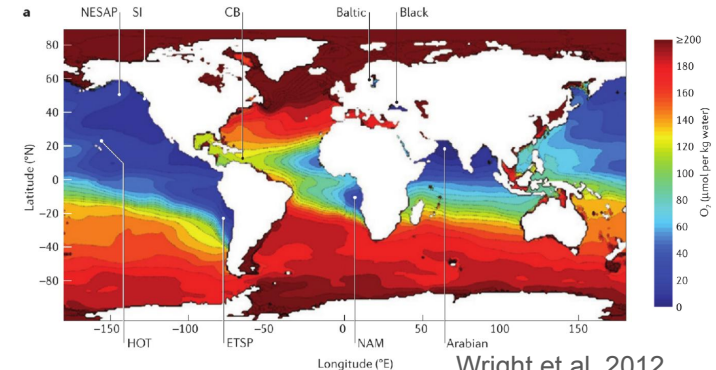 a
NESAP SI CB Baltic Black
80
60
40
20
0
−20
−40
−60
−80
Latitude (°N)
≥200
180
160
140
120
100
80
60
40
20
0
O₂ (μmol per kg water)
−150 −100 −50 0 50 100 150
HOT ETSP NAM Arabian
Longitude (°E)
Wright et al. 2012